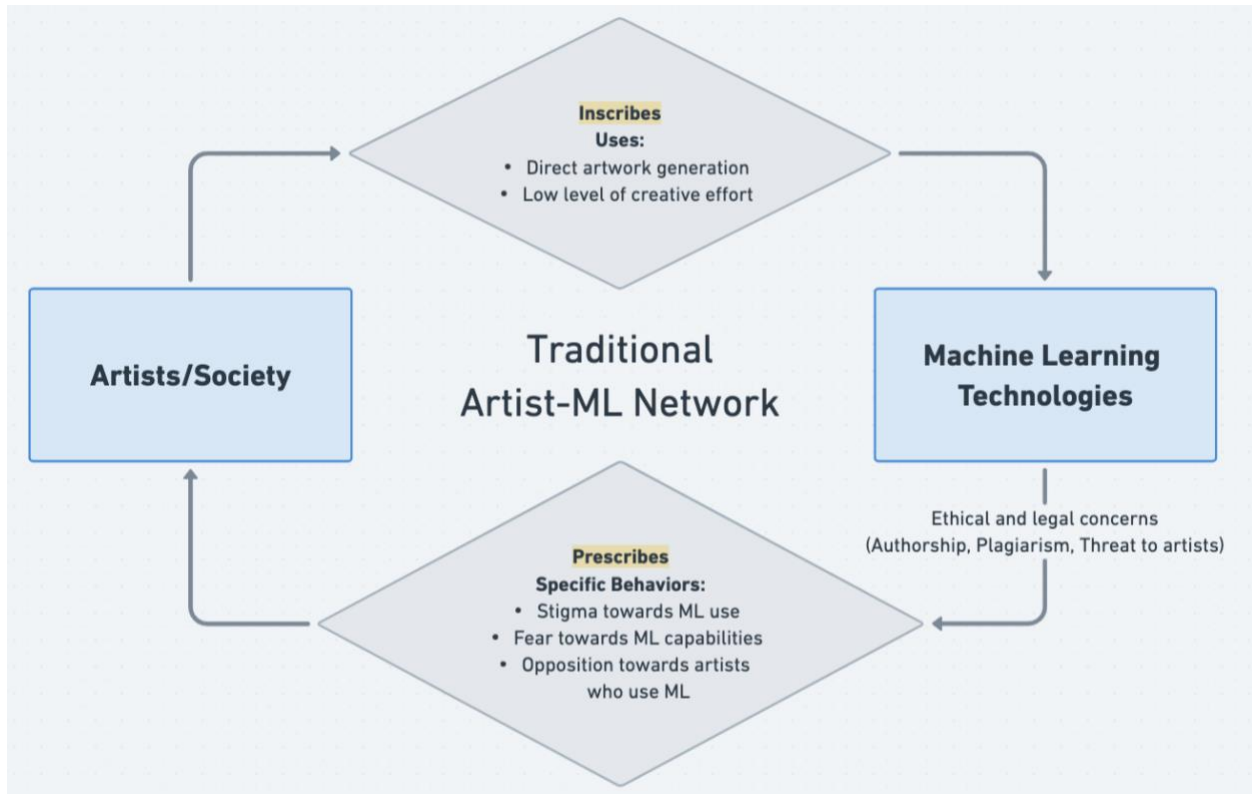 Inscribes
Uses:
• Direct artwork generation
• Low level of creative effort
Artists/Society
Traditional
Artist-ML Network
Machine Learning
Technologies
Ethical and legal concerns
(Authorship, Plagiarism, Threat to artists)
Prescribes
Specific Behaviors:
• Stigma towards ML use
• Fear towards ML capabilities
• Opposition towards artists
who use ML